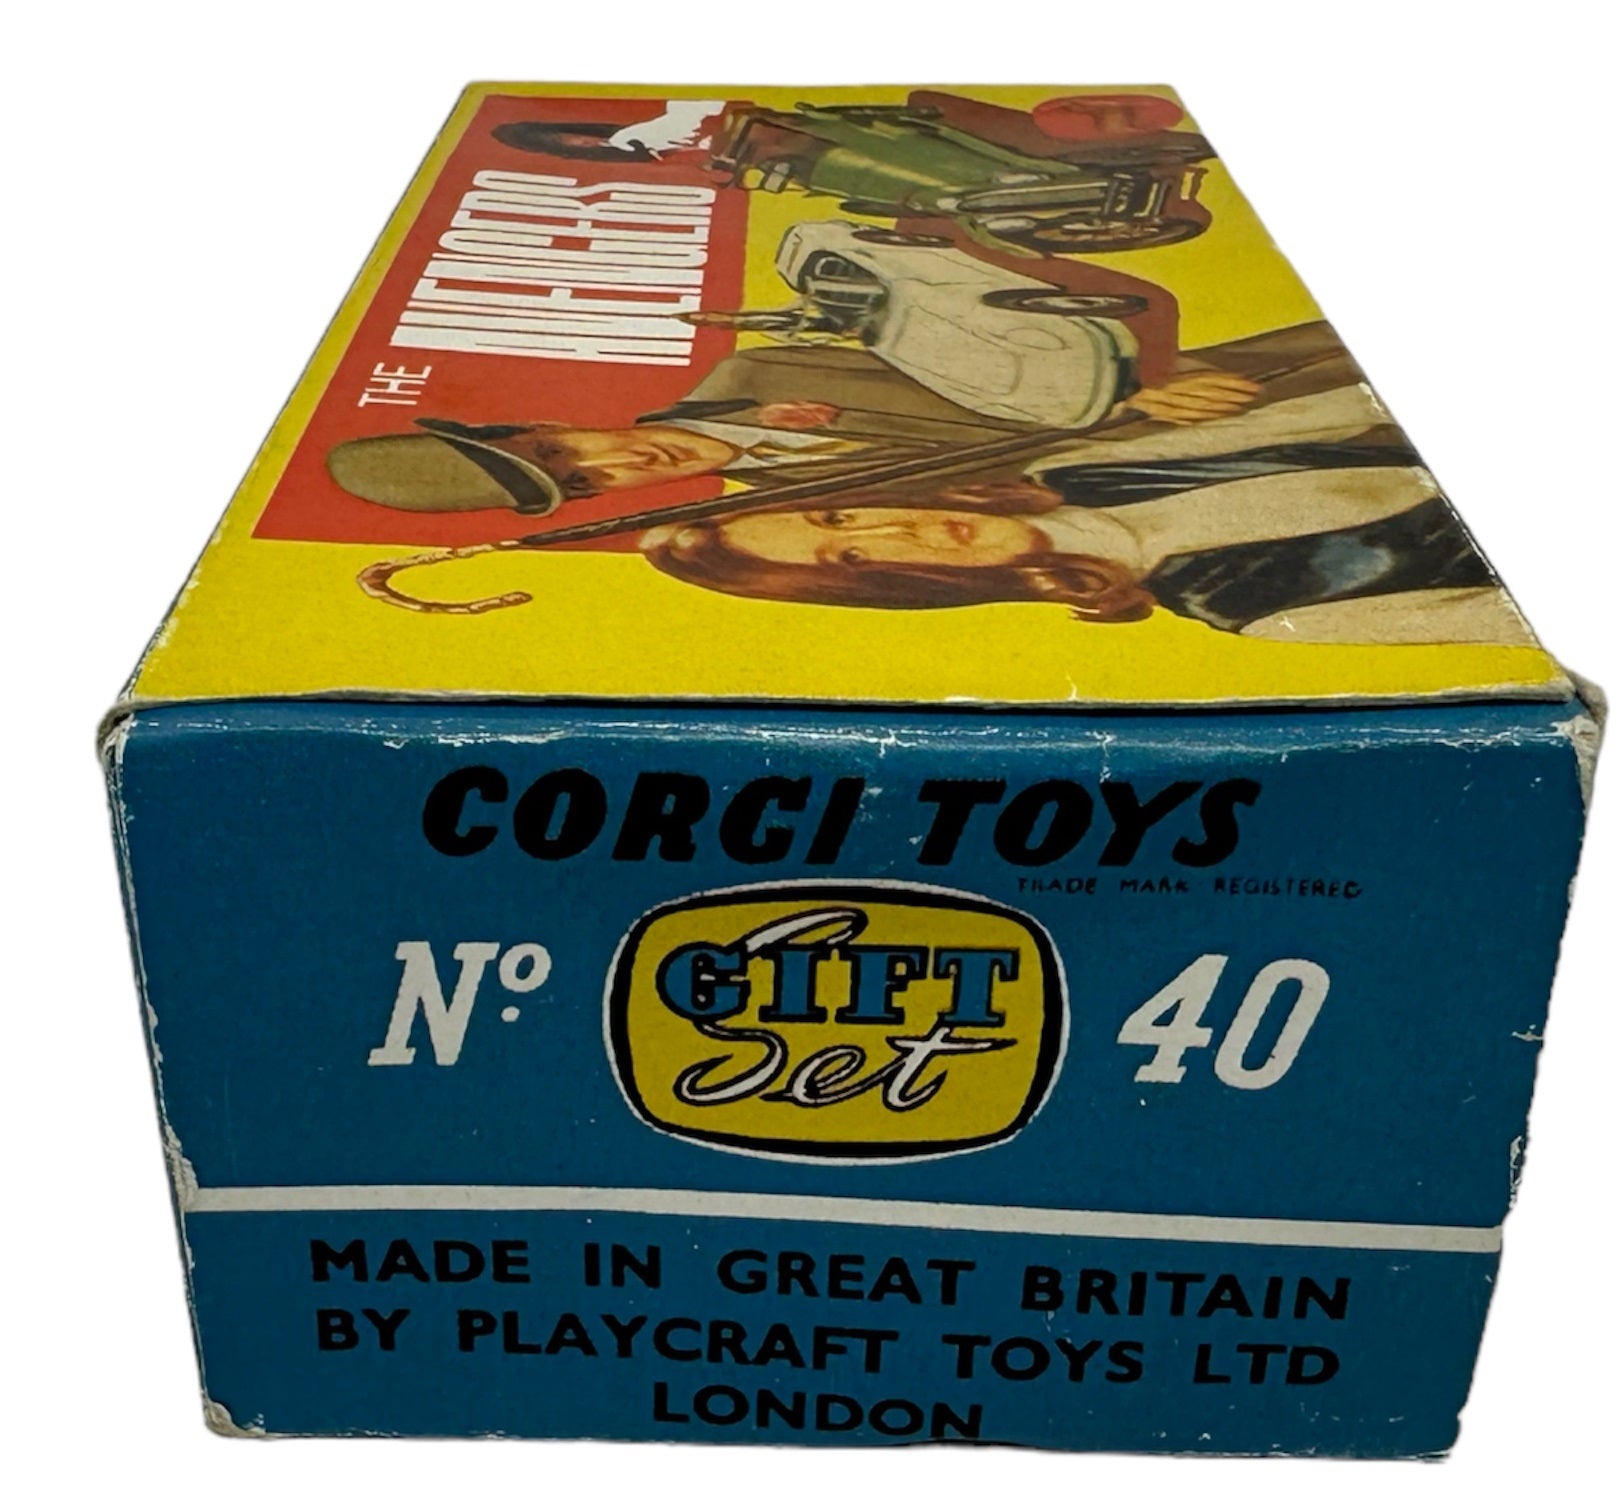 THE AVENGERS
CORGI TOYS
TRADE MARK REGISTERED
Nº. GIFT Set 40
MADE IN GREAT BRITAIN
BY PLAYCRAFT TOYS LTD
LONDON